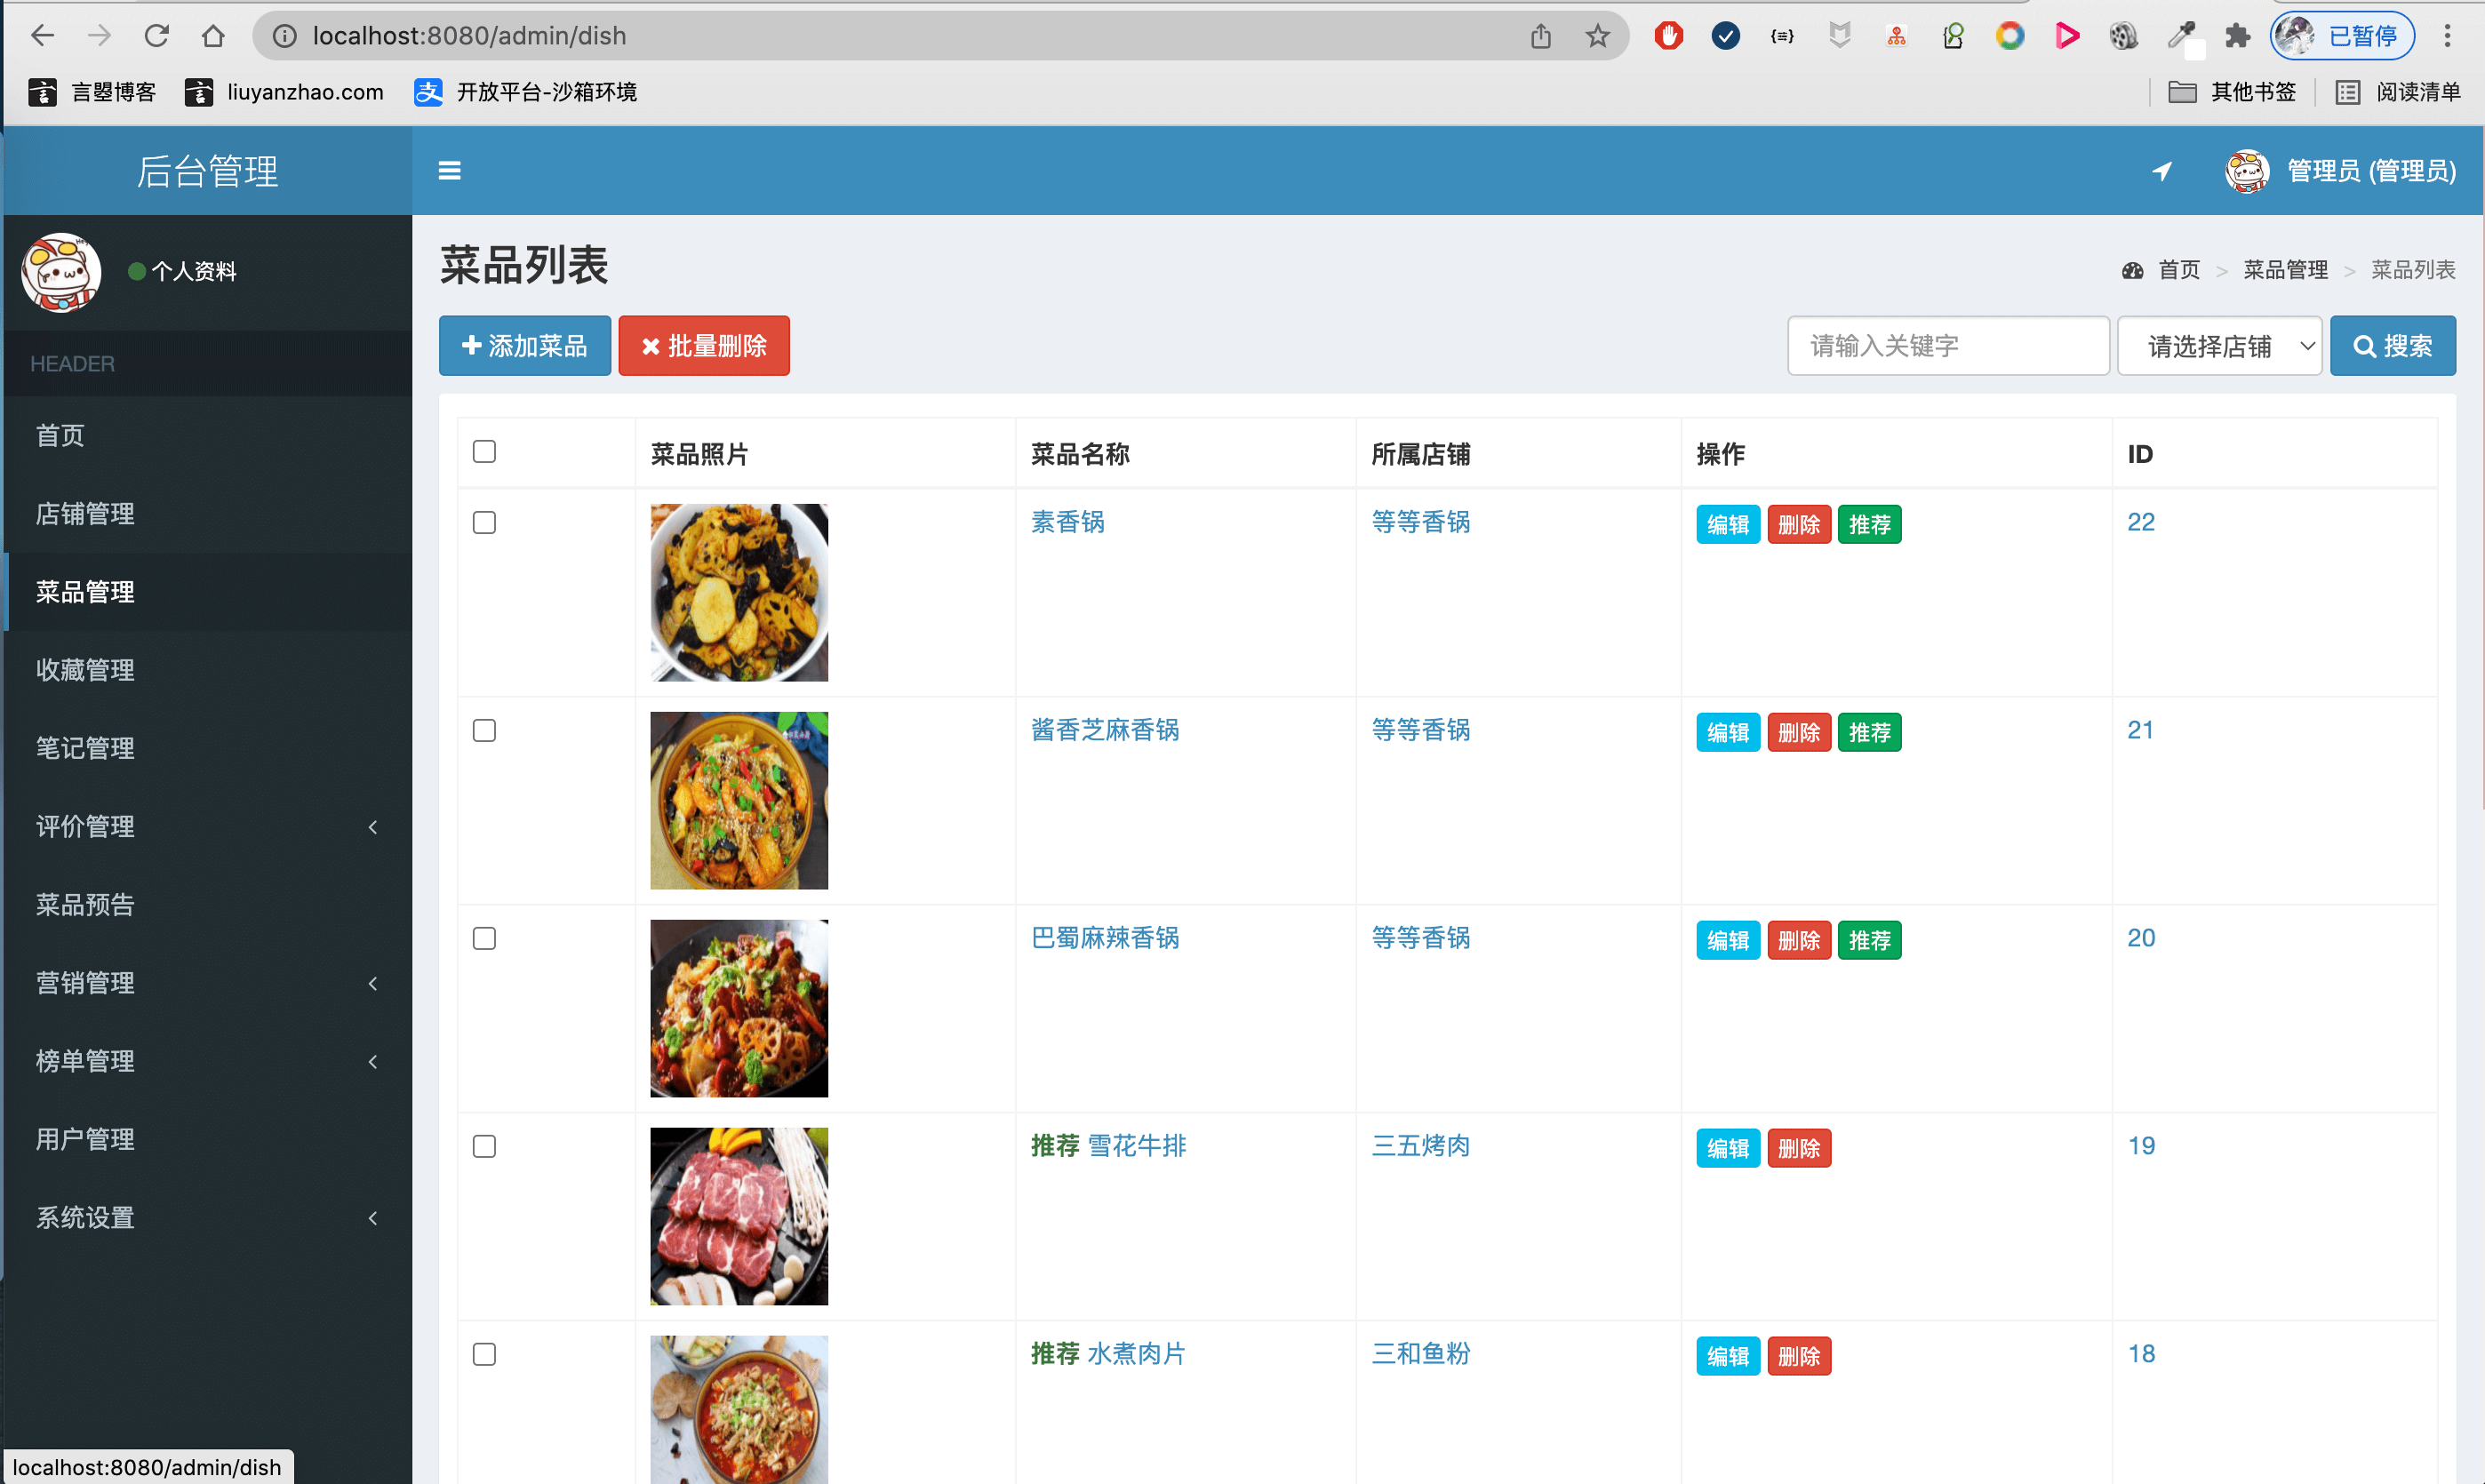 localhost:8080/admin/dish
已暂停
言曌博客 liuyanzhao.com 开放平台-沙箱环境 其他书签 阅读清单
后台管理 管理员 (管理员)
个人资料
HEADER
首页
店铺管理
菜品管理
收藏管理
笔记管理
评价管理
菜品预告
营销管理
榜单管理
用户管理
系统设置
菜品列表
首页 > 菜品管理 > 菜品列表
添加菜品 批量删除 请输入关键字 请选择店铺 搜索
菜品照片 菜品名称 所属店铺 操作 ID
素香锅 等等香锅 编辑 删除 推荐 22
酱香芝麻香锅 等等香锅 编辑 删除 推荐 21
巴蜀麻辣香锅 等等香锅 编辑 删除 推荐 20
推荐 雪花牛排 三五烤肉 编辑 删除 19
推荐 水煮肉片 三和鱼粉 编辑 删除 18
localhost:8080/admin/dish